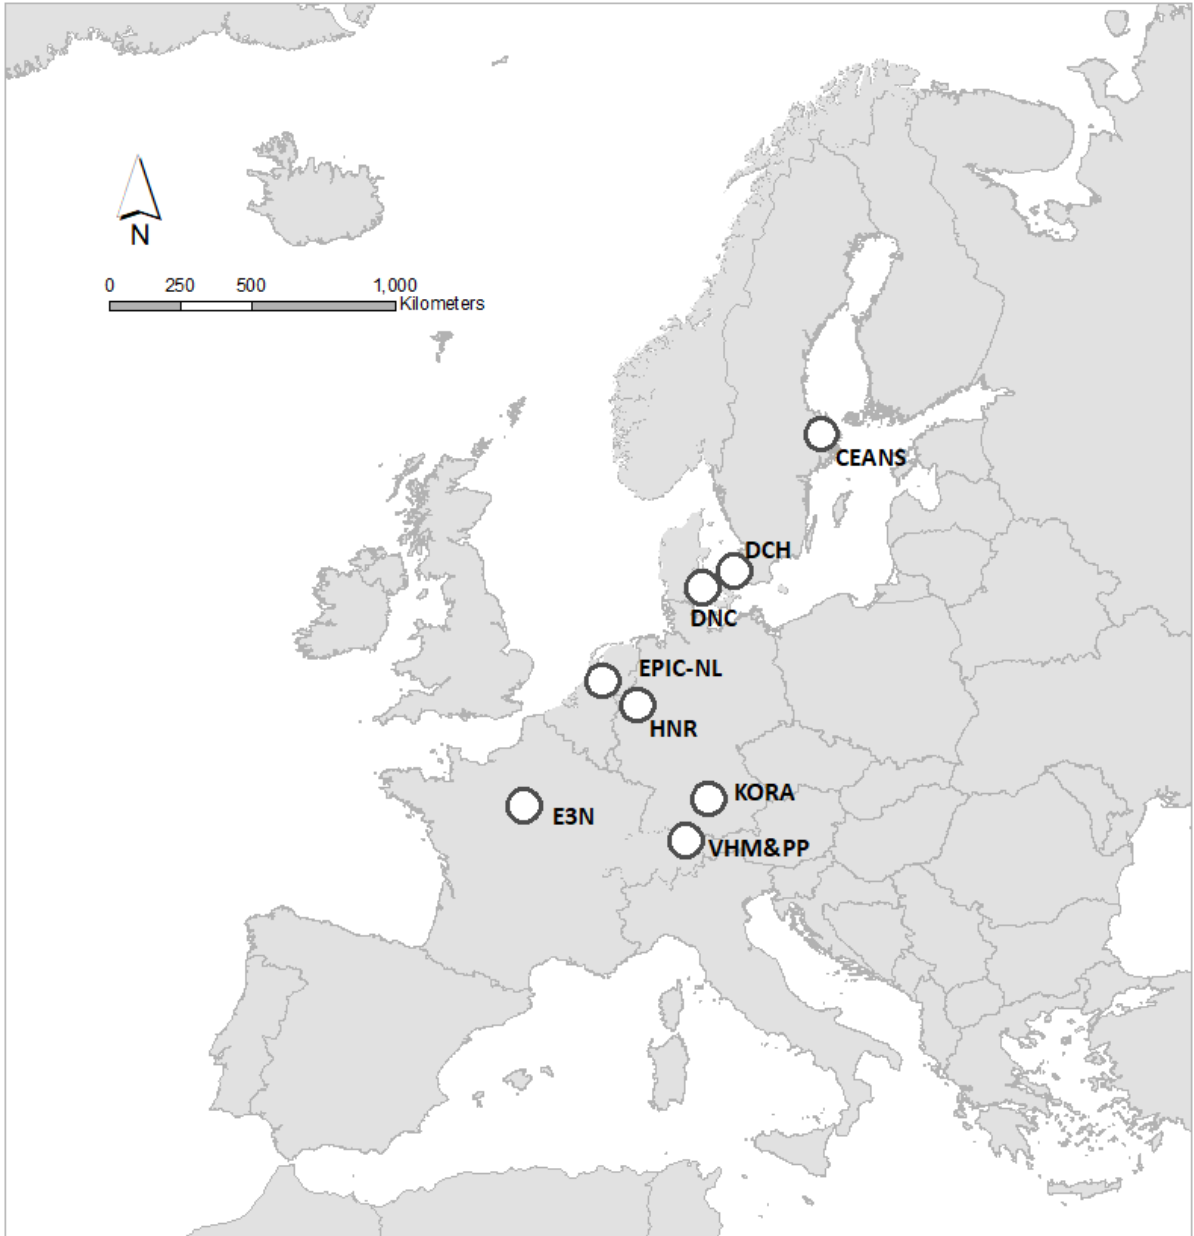 N
0 250 500 1,000
Kilometers
CEANS
DCH
DNC
EPIC-NL
HNR
KORA
E3N
VHM&PP